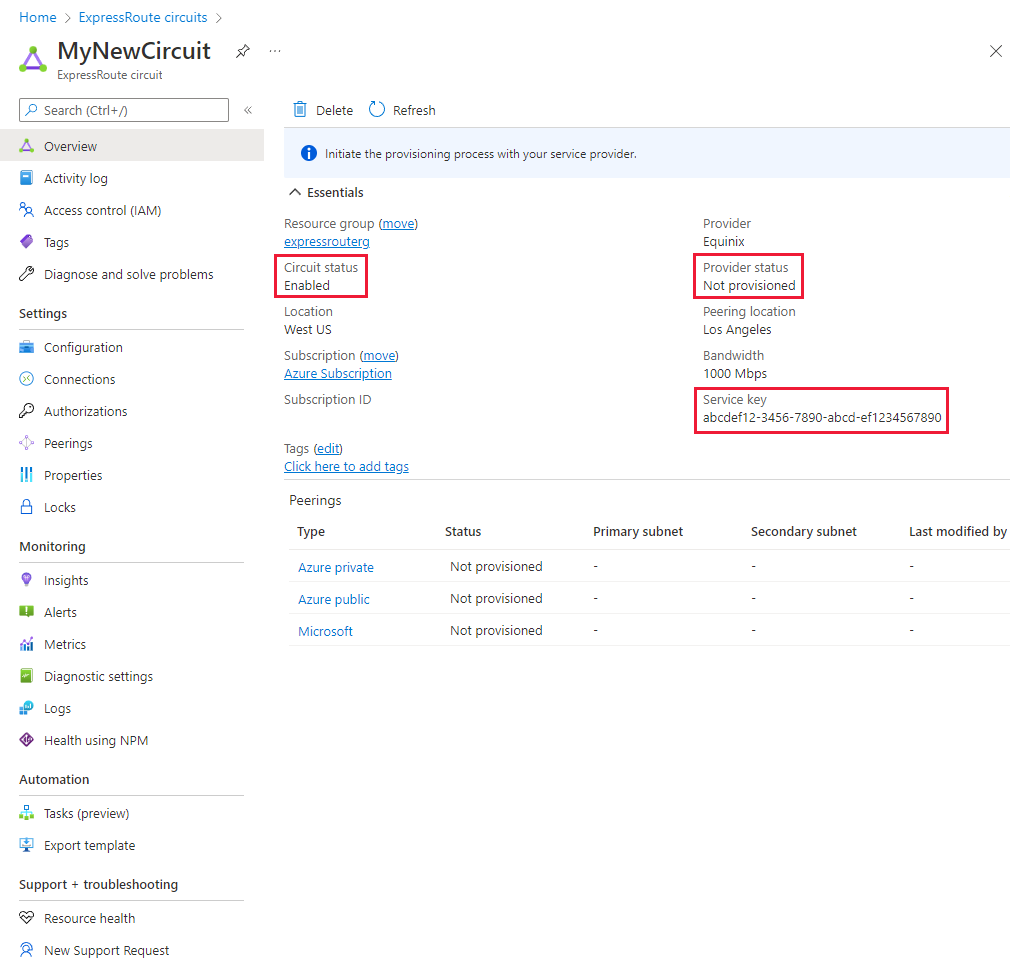 Home > ExpressRoute circuits >
MyNewCircuit
...
ExpressRoute circuit
Search (Ctrl+/)
«
Overview
Activity log
Access control (IAM)
Tags
Diagnose and solve problems
Settings
Configuration
Connections
Authorizations
Peerings
Properties
Locks
Monitoring
Insights
Alerts
Metrics
Diagnostic settings
Logs
Health using NPM
Automation
Tasks (preview)
Export template
Support + troubleshooting
Resource health
New Support Request
Delete Refresh
Initiate the provisioning process with your service provider.
Essentials
Resource group (move)
expressrouterg
Circuit status
Enabled
Location
West US
Subscription (move)
Azure Subscription
Subscription ID
Tags (edit)
Click here to add tags
Provider
Equinix
Provider status
Not provisioned
Peering location
Los Angeles
Bandwidth
1000 Mbps
Service key
abcdef12-3456-7890-abcd-ef1234567890
Peerings
Type Status Primary subnet Secondary subnet Last modified by
Azure private Not provisioned - - -
Azure public Not provisioned - - -
Microsoft Not provisioned - - -